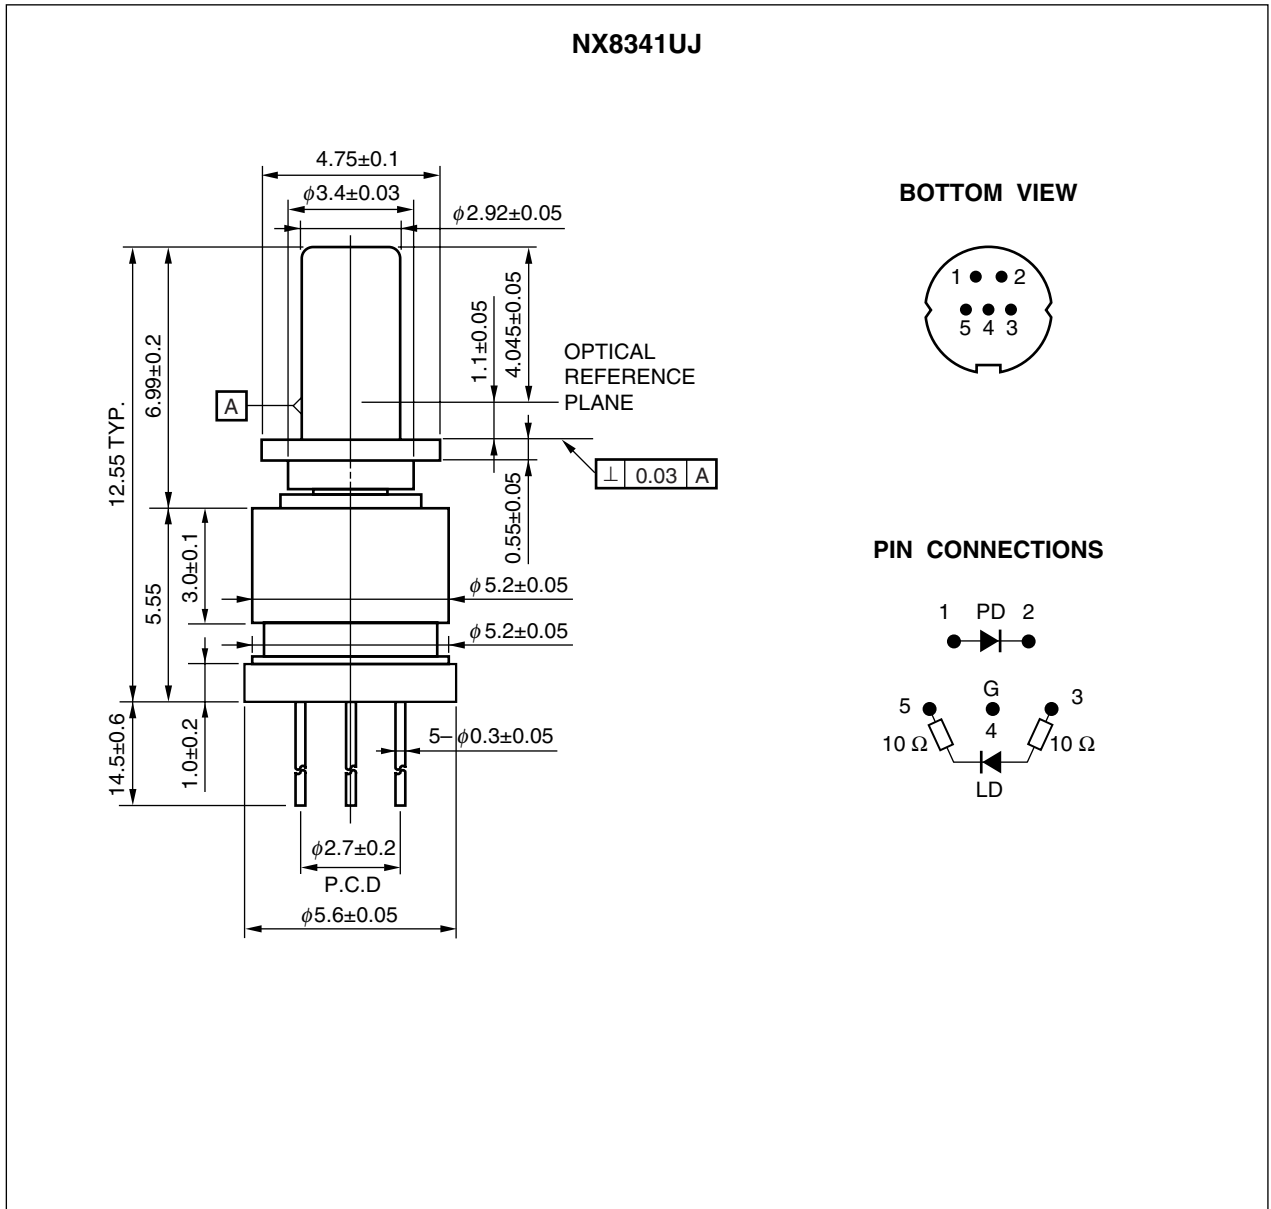 NX8341UJ
4.75±0.1
ϕ3.4±0.03
ϕ2.92±0.05
12.55 TYP.
6.99±0.2
1.1±0.05
4.045±0.05
OPTICAL
REFERENCE
PLANE
A
⊥ 0.03 A
0.55±0.05
5.55
3.0±0.1
ϕ5.2±0.05
ϕ5.2±0.05
14.5±0.6
1.0±0.2
5–ϕ0.3±0.05
ϕ2.7±0.2
P.C.D
ϕ5.6±0.05
BOTTOM VIEW
1 2
5 4 3
PIN CONNECTIONS
1 PD 2
5 G 3
4
10 Ω 10 Ω
LD